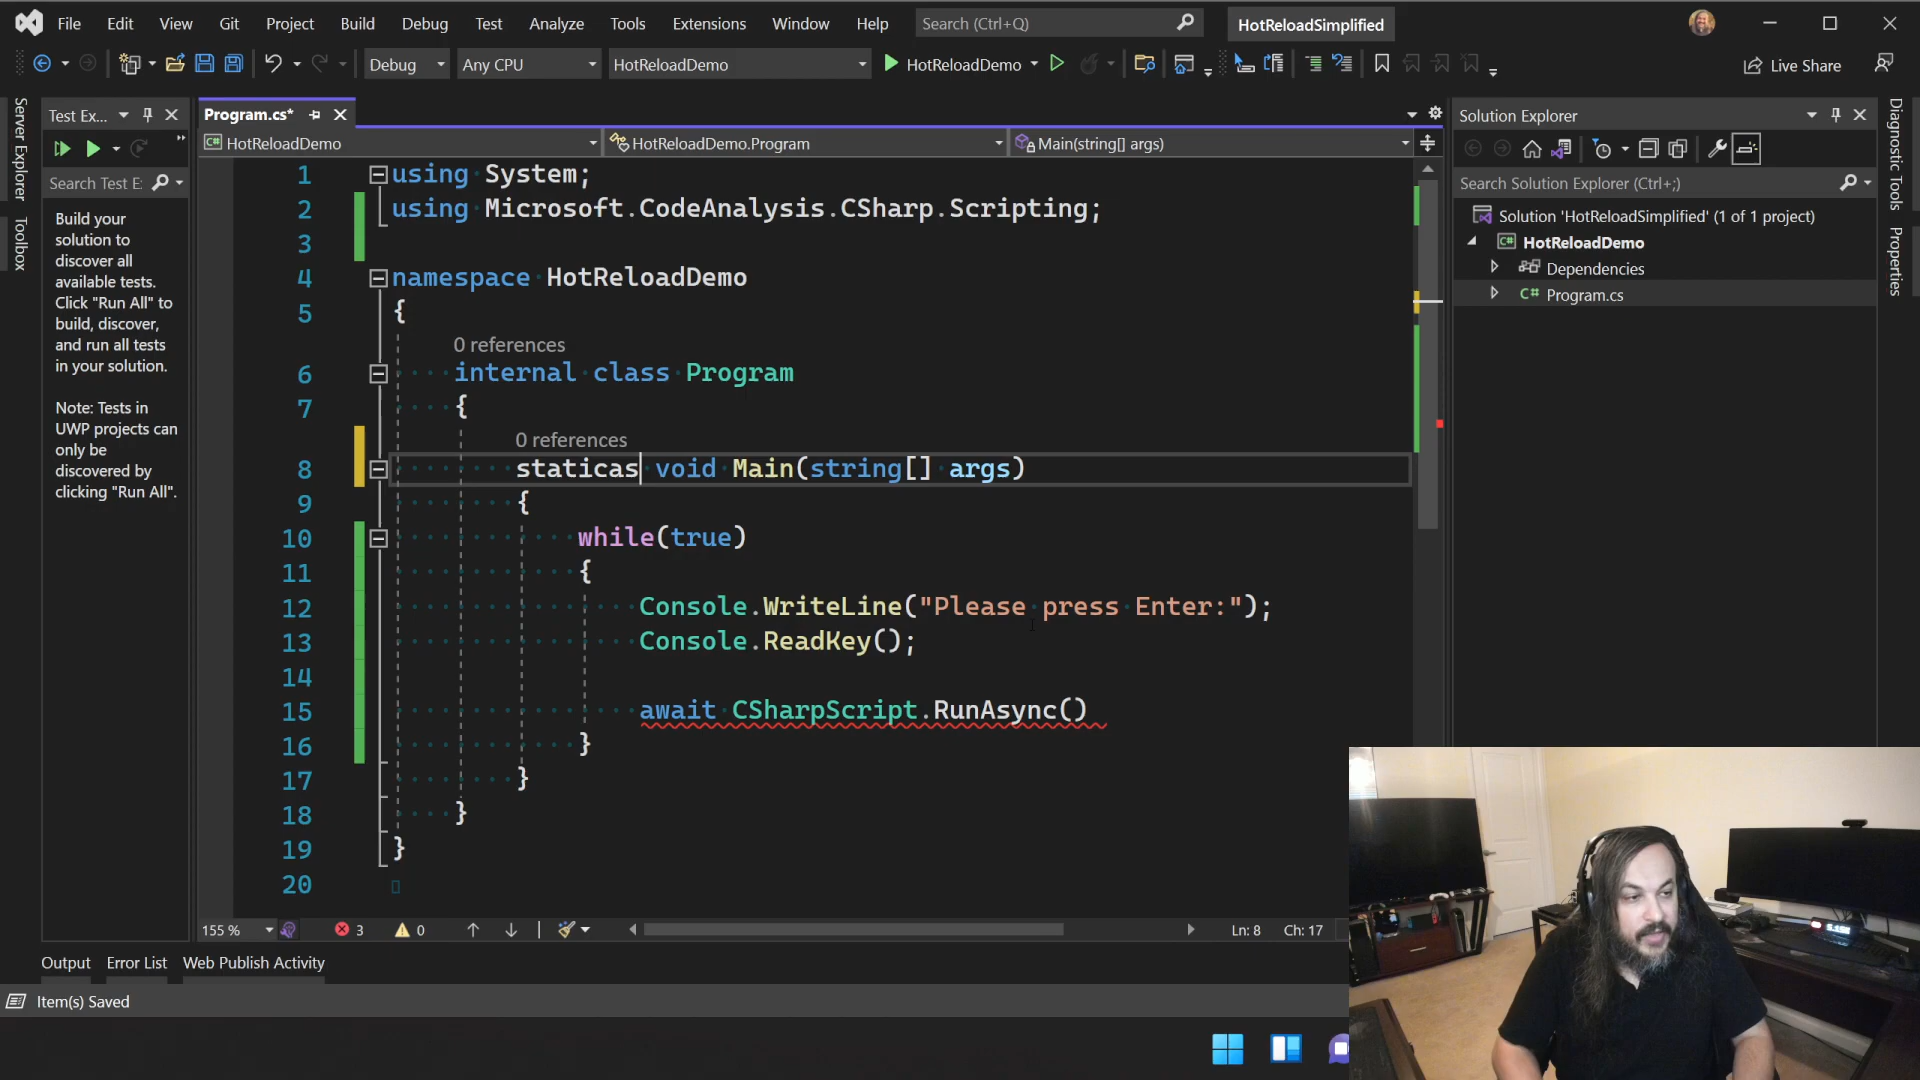 File Edit View Git Project Build Debug Test Analyze Tools Extensions Window Help Search (Ctrl+Q) HotReloadSimplified
Debug Any CPU HotReloadDemo HotReloadDemo Live Share
Server Explorer
Toolbox
Test Ex...
Search Test E:
Build your
solution to
discover all
available tests.
Click "Run All" to
build, discover,
and run all tests
in your solution.
Note: Tests in
UWP projects can
only be
discovered by
clicking "Run All".
Program.cs*
HotReloadDemo HotReloadDemo.Program Main(string[] args)
1 using System;
2 using Microsoft.CodeAnalysis.CSharp.Scripting;
3
4 namespace HotReloadDemo
5 {
0 references
6 internal class Program
7 {
0 references
8 staticas void Main(string[] args)
9 {
10 while(true)
11 {
12 Console.WriteLine("Please press Enter:");
13 Console.ReadKey();
14
15 await CSharpScript.RunAsync()
16 }
17 }
18 }
19 }
20
155 % 3 0 Ln: 8 Ch: 17
Solution Explorer
Search Solution Explorer (Ctrl+;)
Solution 'HotReloadSimplified' (1 of 1 project)
HotReloadDemo
Dependencies
C# Program.cs
Diagnostic Tools
Properties
Output Error List Web Publish Activity
Item(s) Saved